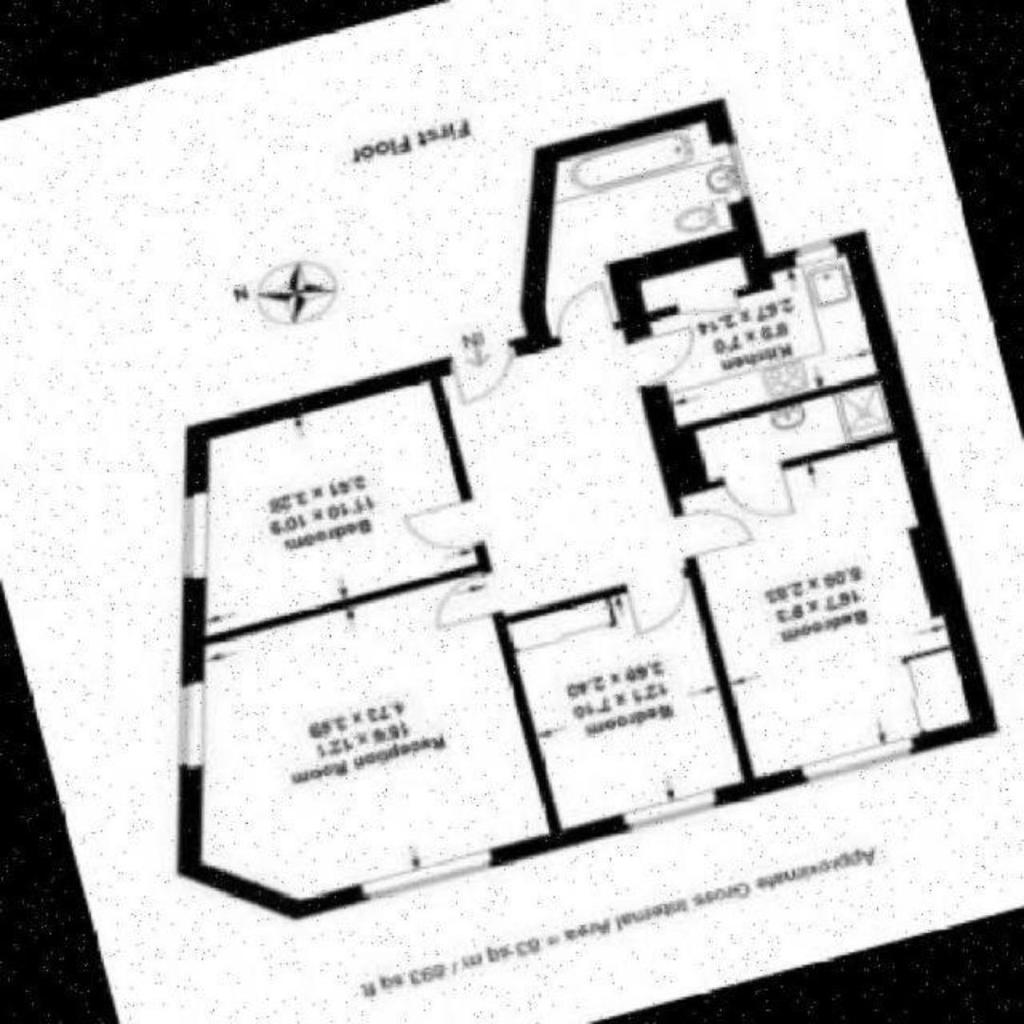 Approximate Gross Internal Area = 83 sq m / 893 sq ft
Reception Room
15'6 x 12'1
4.73 x 3.69
Bedroom
12'1 x 7'10
3.69 x 2.40
Bedroom
16'7 x 9'3
5.06 x 2.83
Bedroom
11'10 x 10'9
3.61 x 3.28
Kitchen
8'9 x 7'0
2.67 x 2.14
IN
N
First Floor